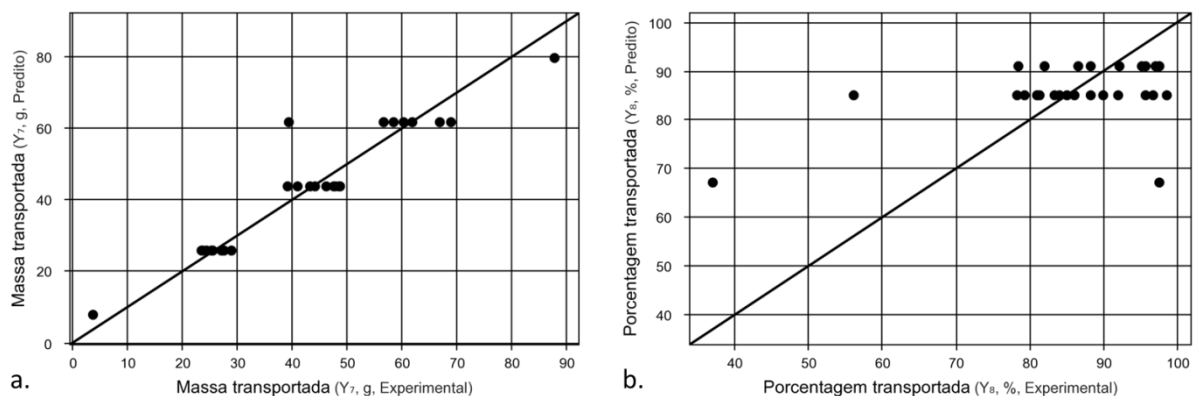 Massa transportada (Y₇, g, Predito)
80
60
40
20
0
0 10 20 30 40 50 60 70 80 90
Massa transportada (Y₇, g, Experimental)
a.
Porcentagem transportada (Y₈, %, Predito)
100
90
80
70
60
50
40
40 50 60 70 80 90 100
Porcentagem transportada (Y₈, %, Experimental)
b.